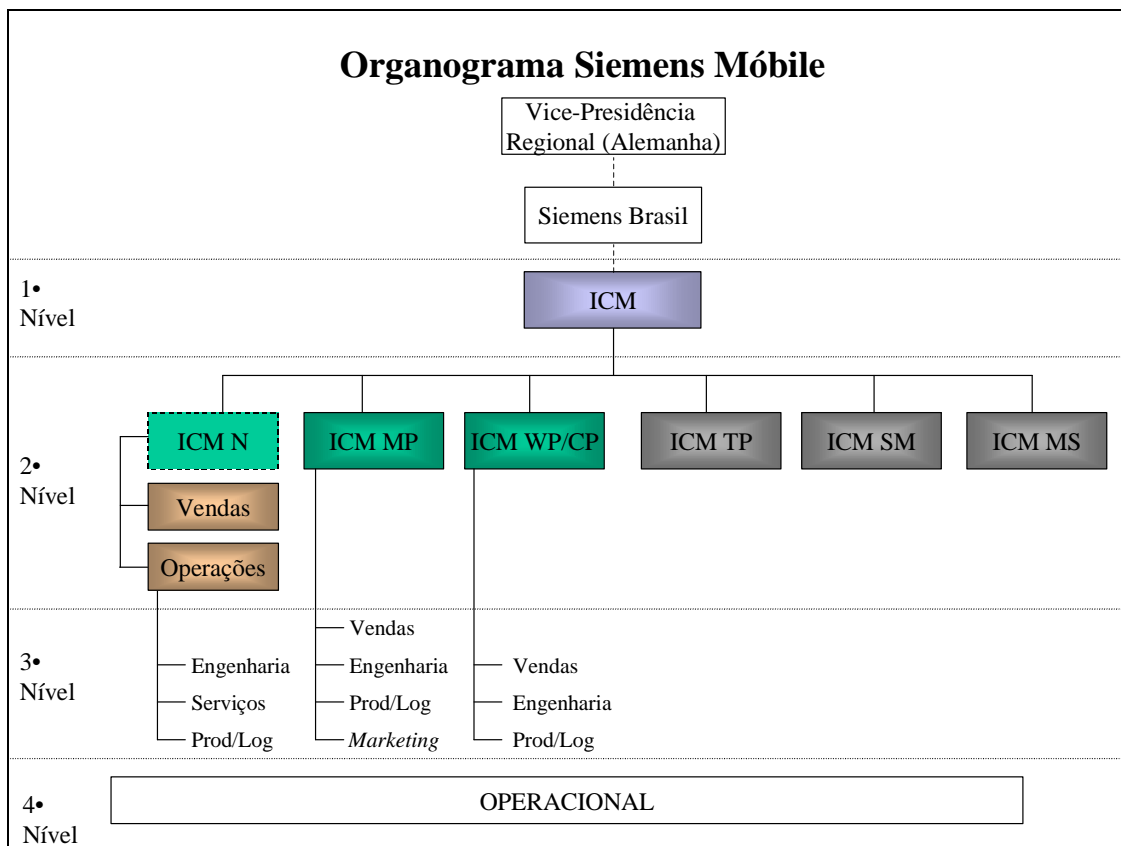 Organograma Siemens Móbile
Vice-Presidência
Regional (Alemanha)
Siemens Brasil
1•
Nível
ICM
2•
Nível
ICM N
ICM MP
ICM WP/CP
ICM TP
ICM SM
ICM MS
Vendas
Operações
3•
Nível
Engenharia
Serviços
Prod/Log
Vendas
Engenharia
Prod/Log
Marketing
Vendas
Engenharia
Prod/Log
4•
Nível
OPERACIONAL